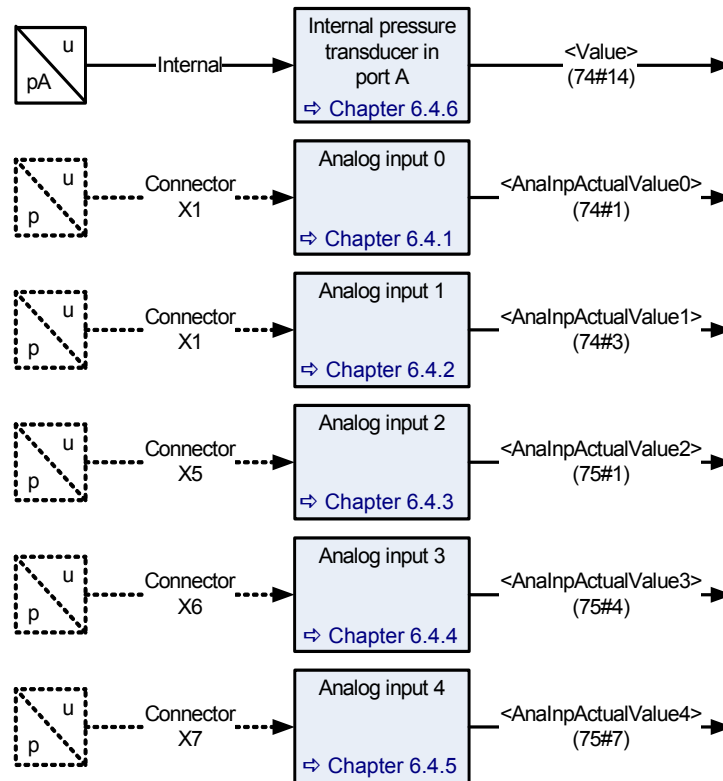 u
pA
Internal
Internal pressure
transducer in
port A
⇨ Chapter 6.4.6
<Value>
(74#14)
u
p
Connector
X1
Analog input 0
⇨ Chapter 6.4.1
<AnaInpActualValue0>
(74#1)
u
p
Connector
X1
Analog input 1
⇨ Chapter 6.4.2
<AnaInpActualValue1>
(74#3)
u
p
Connector
X5
Analog input 2
⇨ Chapter 6.4.3
<AnaInpActualValue2>
(75#1)
u
p
Connector
X6
Analog input 3
⇨ Chapter 6.4.4
<AnaInpActualValue3>
(75#4)
u
p
Connector
X7
Analog input 4
⇨ Chapter 6.4.5
<AnaInpActualValue4>
(75#7)